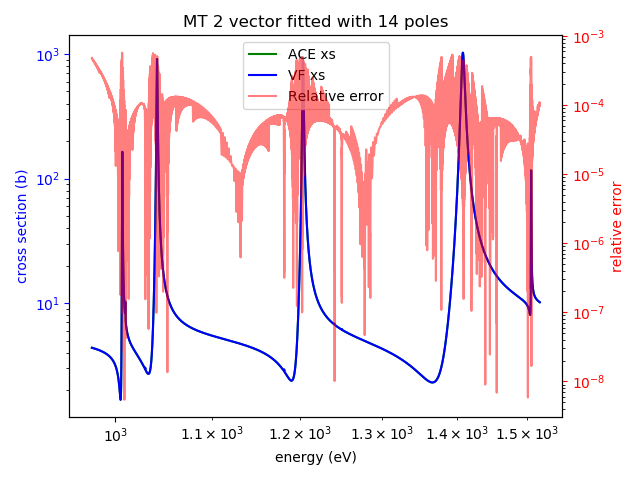 MT 2 vector fitted with 14 poles
ACE xs
VF xs
Relative error
cross section (b)
10³
10²
10¹
relative error
10⁻³
10⁻⁴
10⁻⁵
10⁻⁶
10⁻⁷
10⁻⁸
10³
1.1 × 10³
1.2 × 10³
1.3 × 10³
1.4 × 10³
1.5 × 10³
energy (eV)